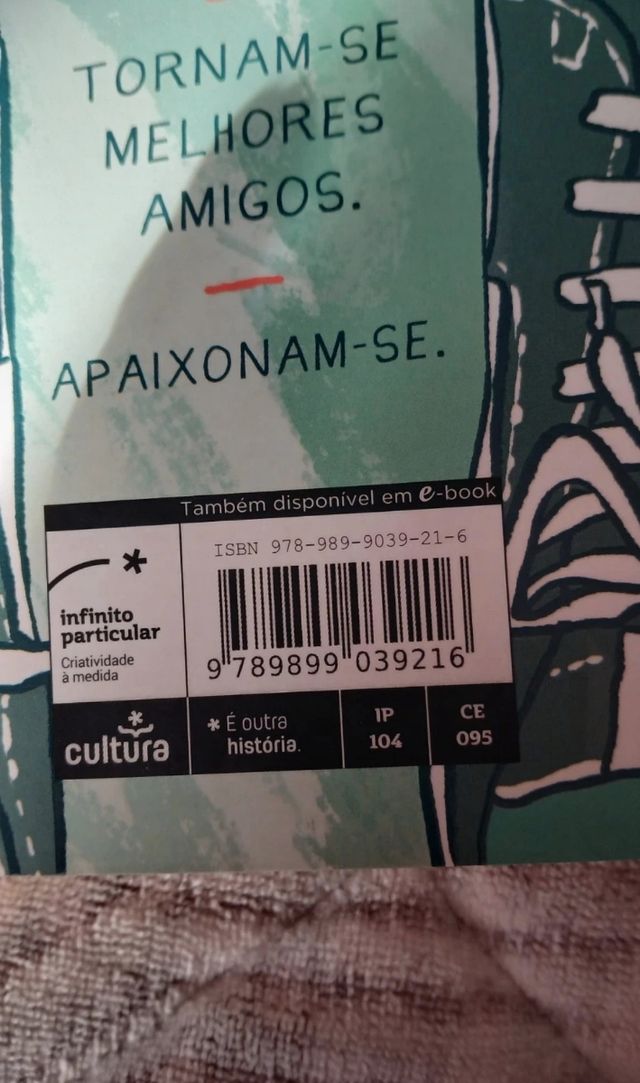 TORNAM-SE
MELHORES
AMIGOS.
APAIXONAM-SE.
Também disponível em e-book
ISBN 978-989-9039-21-6
9 789899 039216
infinito
particular
Criatividade
à medida
cultura
* É outra
história.
IP
104
CE
095